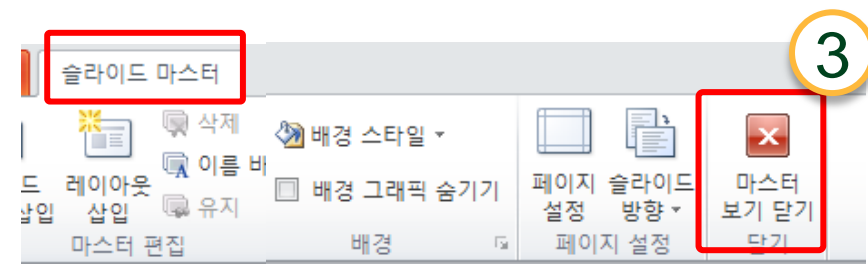 3
슬라이드 마스터
삭제
이름
유지
레이아웃
삽입
드
삽입
마스터 편집
배경 스타일
배경 그래픽 숨기기
배경
페이지
설정
슬라이드
방향
페이지 설정
마스터
보기 닫기
닫기